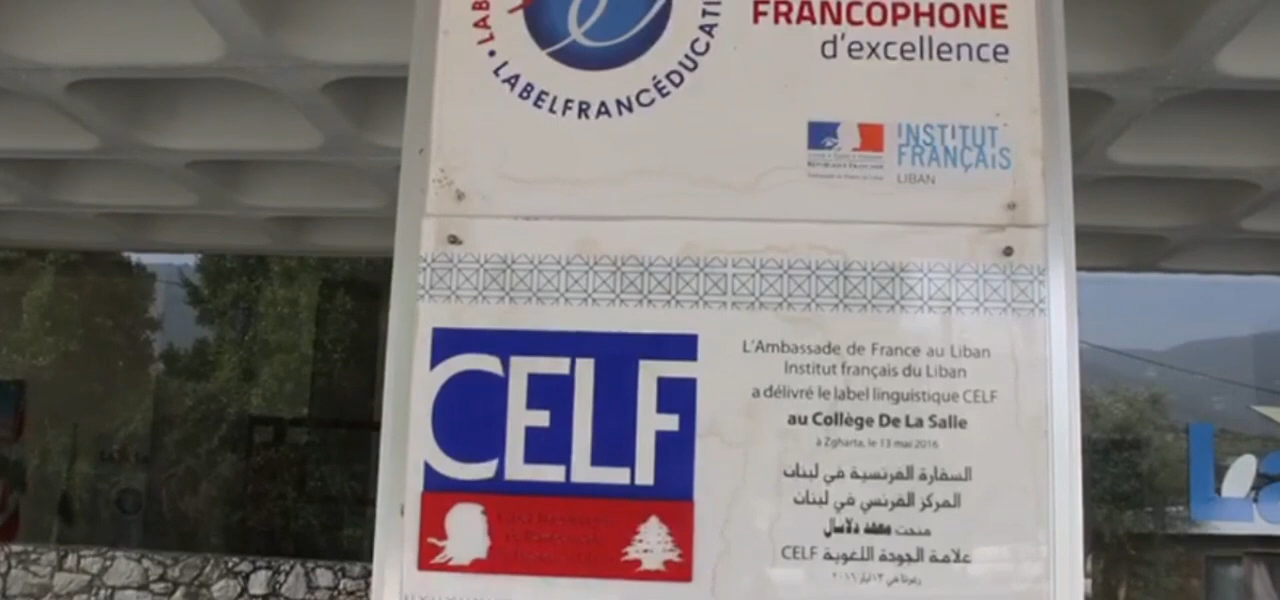 LABELFRANCÉDUCATI
FRANCOPHONE
d'excellence
INSTITUT
FRANÇAIS
LIBAN
CELF
L'Ambassade de France au Liban
Institut français du Liban
a délivré le label linguistique CELF
au Collège De La Salle
à Zgharta, le 13 mai 2016
السفارة الفرنسية في لبنان
المركز الفرنسي في لبنان
منحت معهد دلاسال
علامة الجودة اللغوية CELF
La